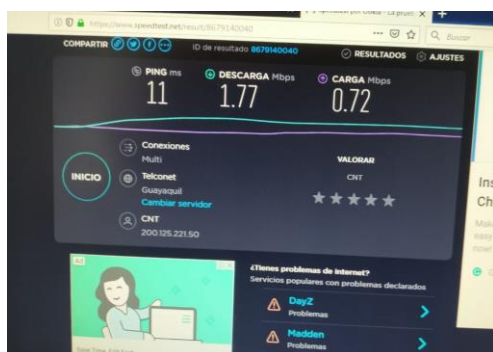 https://www.speedtest.net/result/8679140040
Buscar
COMPARTIR
ID de resultado 8679140040
RESULTADOS
AJUSTES
PING ms
DESCARGA Mbps
CARGA Mbps
11
1.77
0.72
Conexiones
Multi
VALORAR
CNT
INICIO
Telconet
Guayaquil
Cambiar servidor
CNT
200.125.221.50
Ad
¿Tienes problemas de internet?
Servicios populares con problemas declarados
DayZ
Problemas
Madden
Problemas